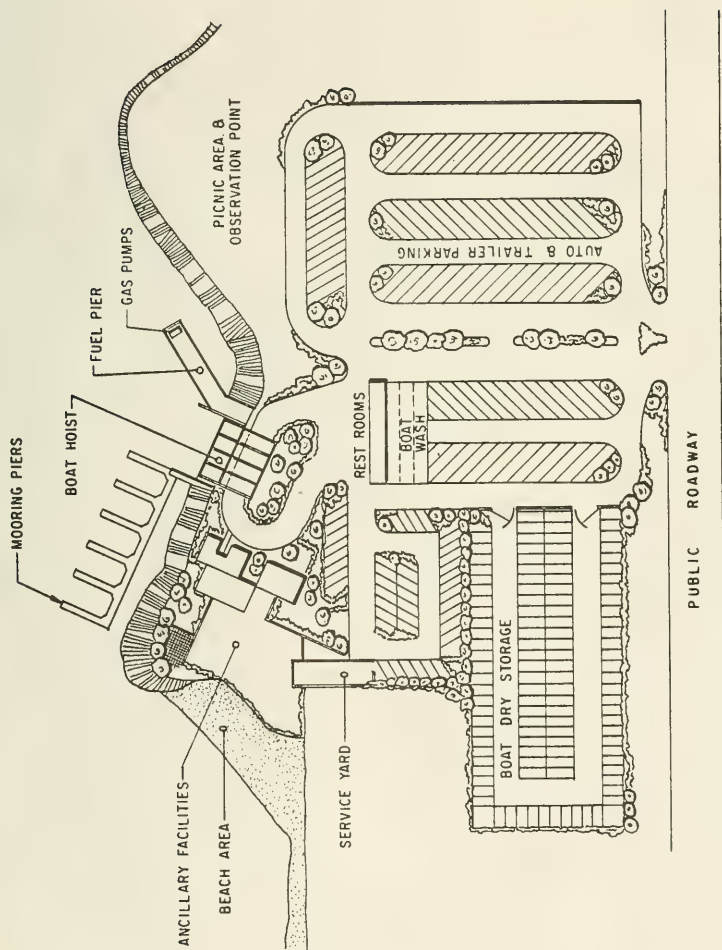 MOORING PIERS
BOAT HOIST
FUEL PIER
GAS PUMPS
PICNIC AREA &
OBSERVATION POINT
ANCILLARY FACILITIES
BEACH AREA
SERVICE YARD
REST ROOMS
BOAT
WASH
AUTO & TRAILER PARKING
BOAT DRY STORAGE
PUBLIC ROADWAY